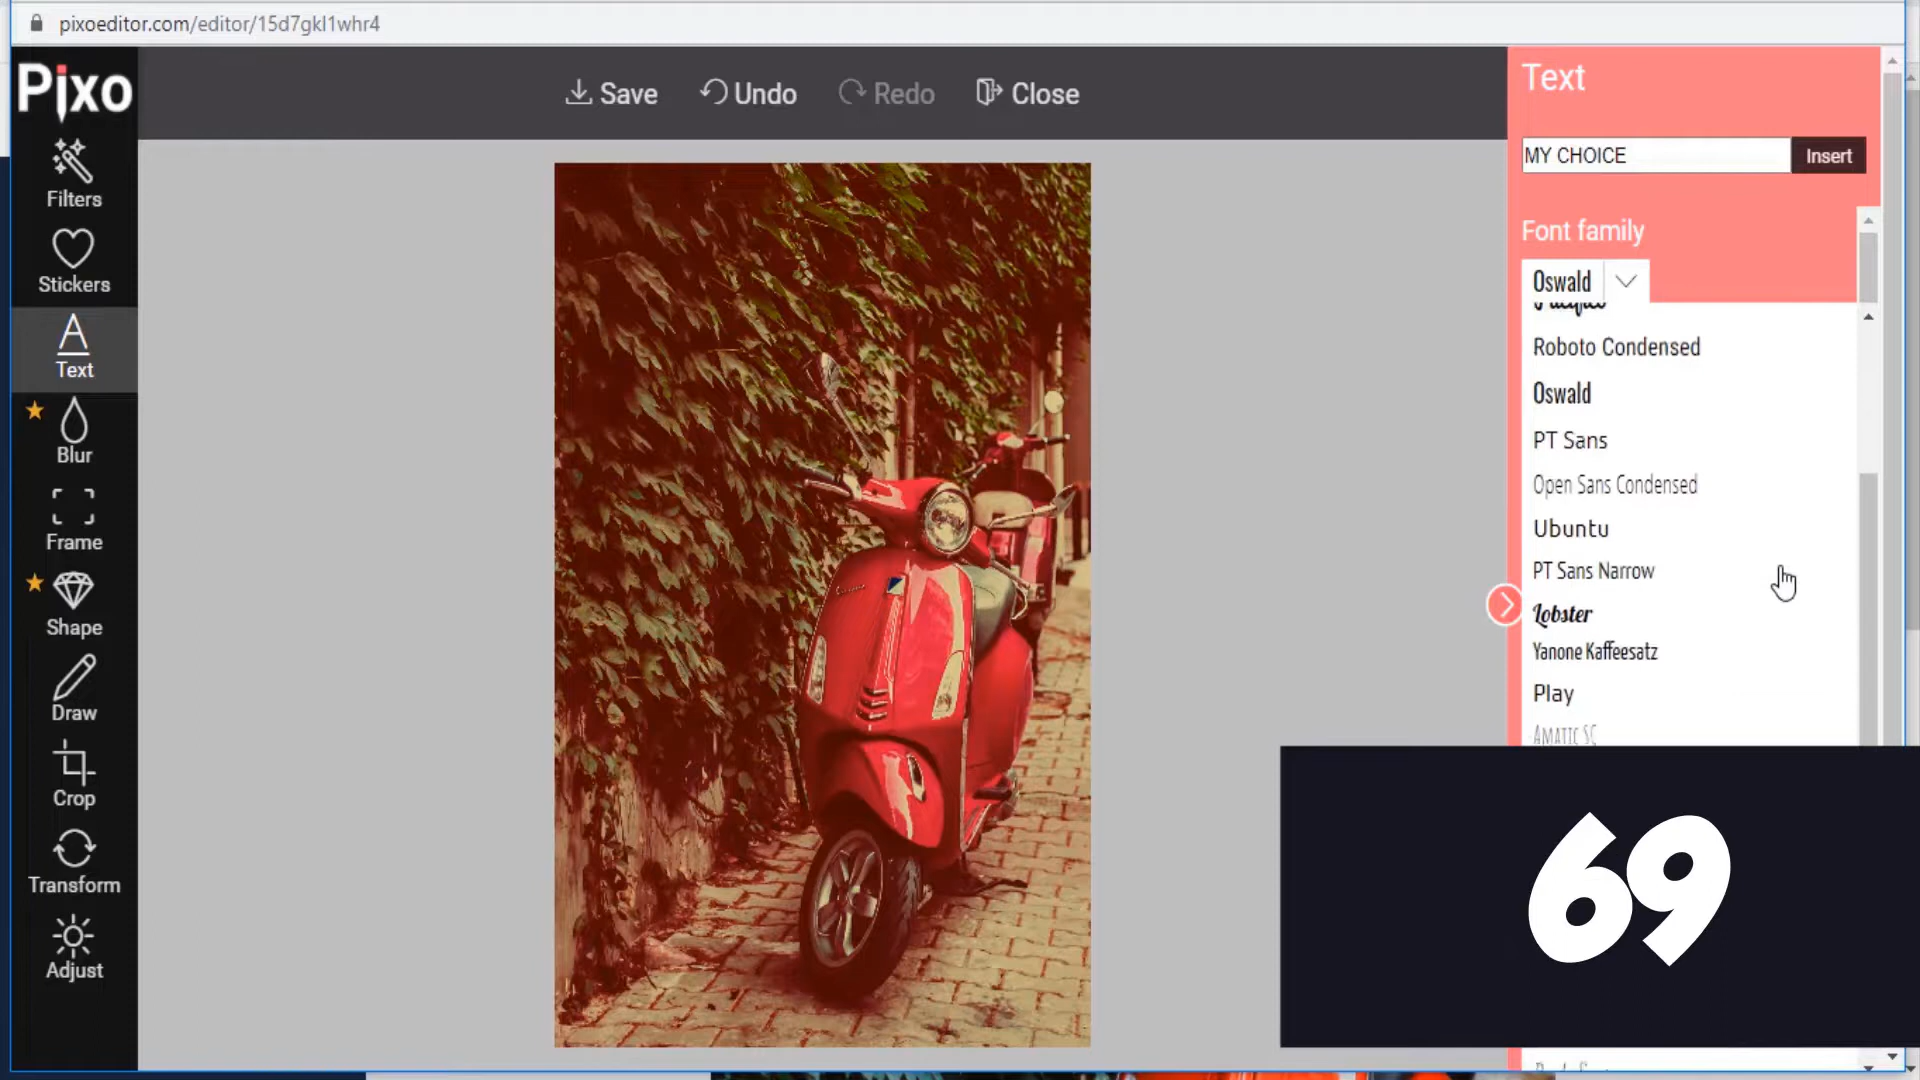 pixoeditor.com/editor/15d7gkl1whr4
Pixo
Save
Undo
Redo
Close
Filters
Stickers
Text
Blur
Frame
Shape
Draw
Crop
Transform
Adjust
Text
MY CHOICE
Insert
Font family
Oswald
Pacifico
Roboto Condensed
Oswald
PT Sans
Open Sans Condensed
Ubuntu
PT Sans Narrow
Lobster
Yanone Kaffeesatz
Play
Amatic SC
69